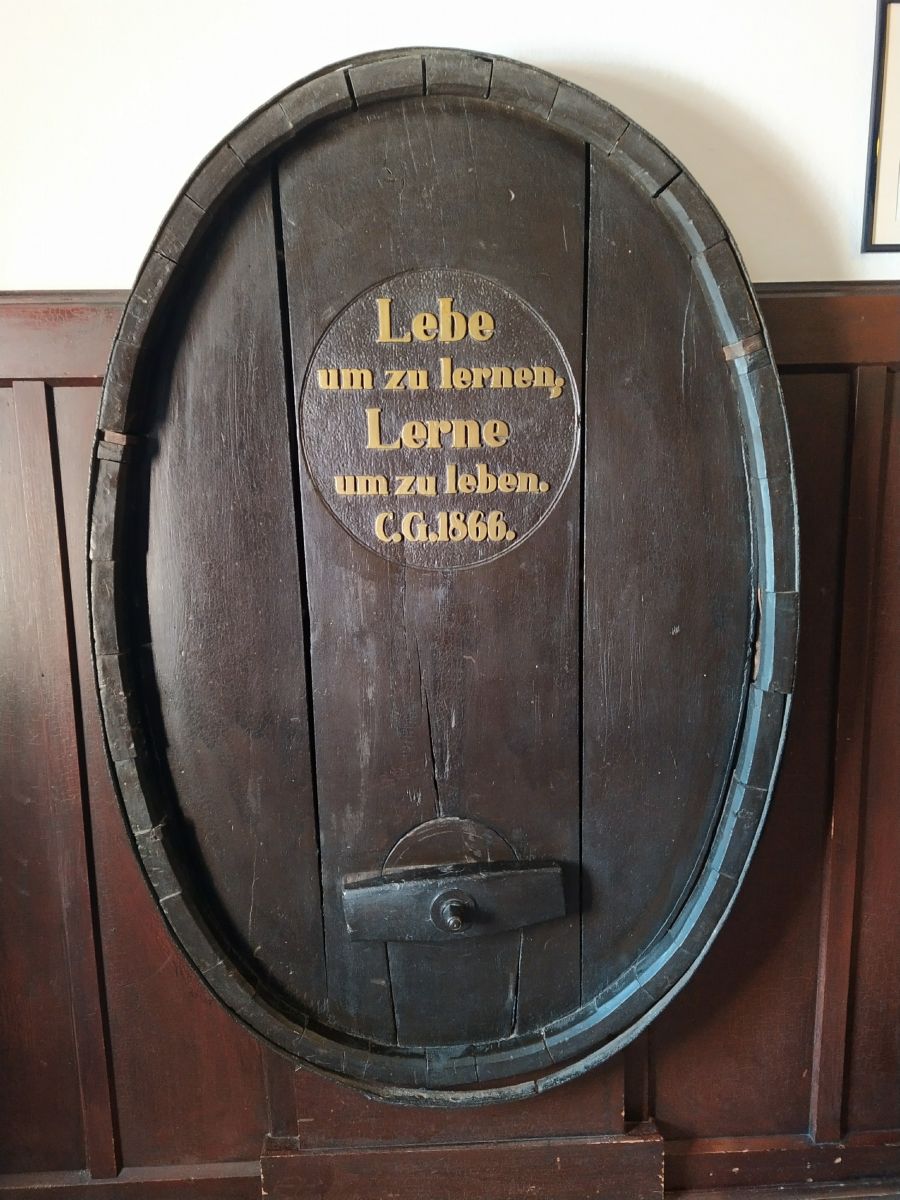 Lebe
um zu lernen,
Lerne
um zu leben.
C.G.1866.